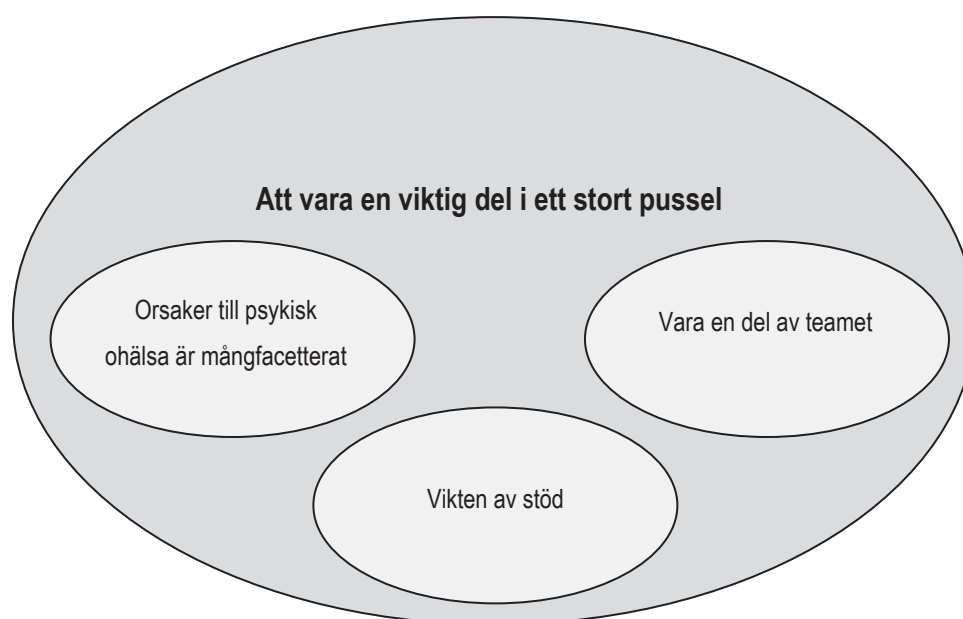 Att vara en viktig del i ett stort pussel
Orsaker till psykisk
ohälsa är mångfacetterat
Vara en del av teamet
Vikten av stöd